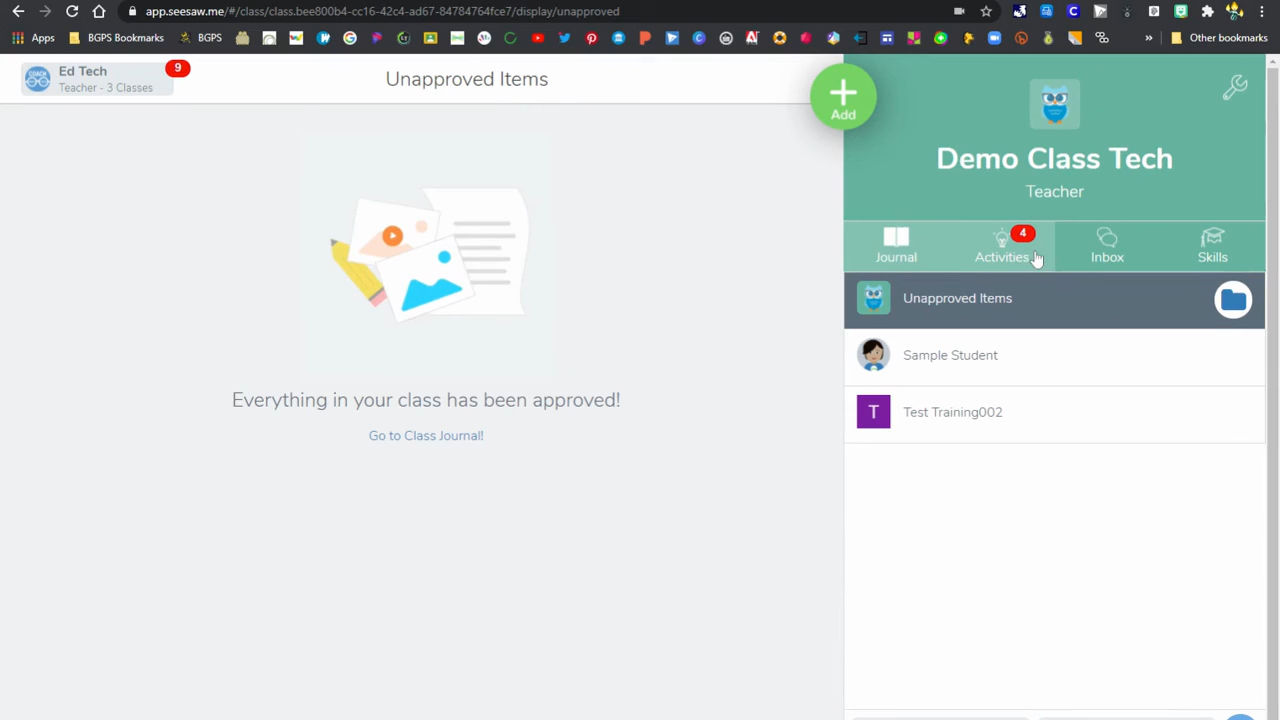 app.seesaw.me/#/class/class.bee800b4-cc16-42c4-ad67-84784764fce7/display/unapproved
Apps BGPS Bookmarks BGPS » Other bookmarks
Ed Tech
Teacher - 3 Classes
9
Unapproved Items
Add
Demo Class Tech
Teacher
Journal
Activities
4
Inbox
Skills
Unapproved Items
Sample Student
T
Test Training002
Everything in your class has been approved!
Go to Class Journal!